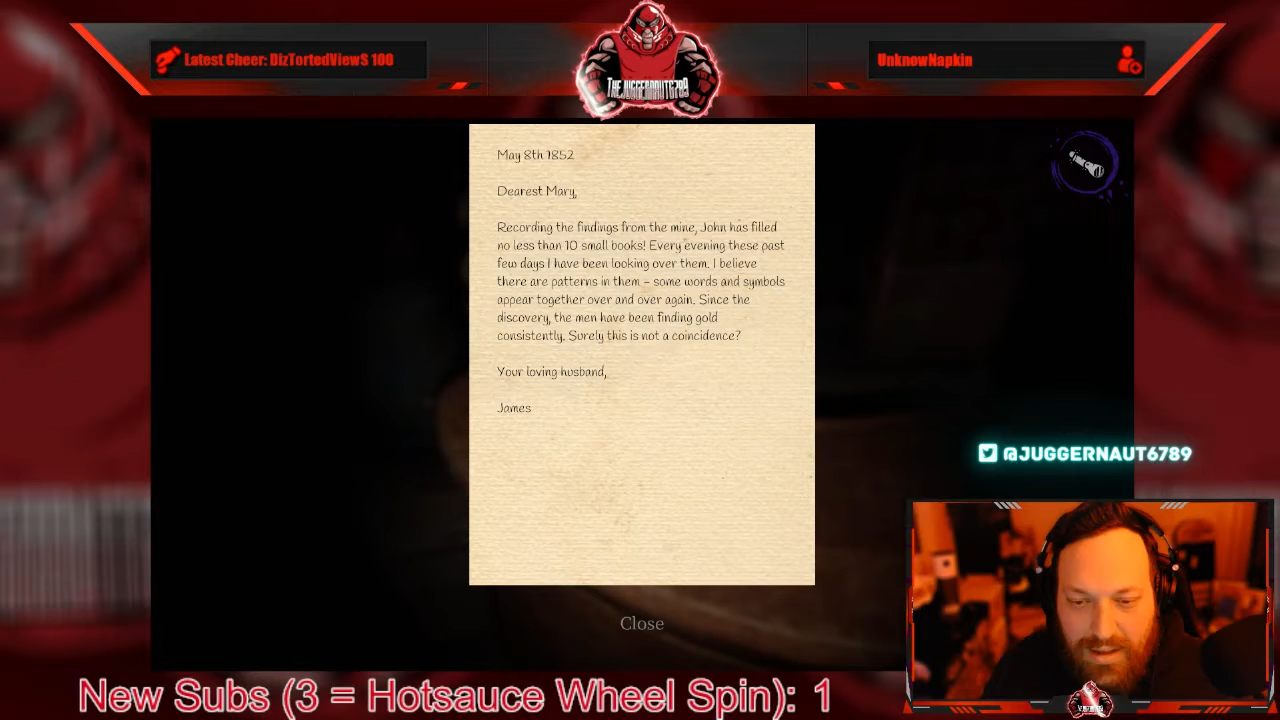 Latest Cheer: DizTortedViewS 100
THEJUGGERNAUT6789
UnknowNapkin
May 8th 1852
Dearest Mary,
Recording the findings from the mine, John has filled
no less than 10 small books! Every evening these past
few days I have been looking over them. I believe
there are patterns in them – some words and symbols
appear together over and over again. Since the
discovery, the men have been finding gold
consistently. Surely this is not a coincidence?
Your loving husband,
James
@JUGGERNAUT6789
Close
New Subs (3 = Hotsauce Wheel Spin): 1